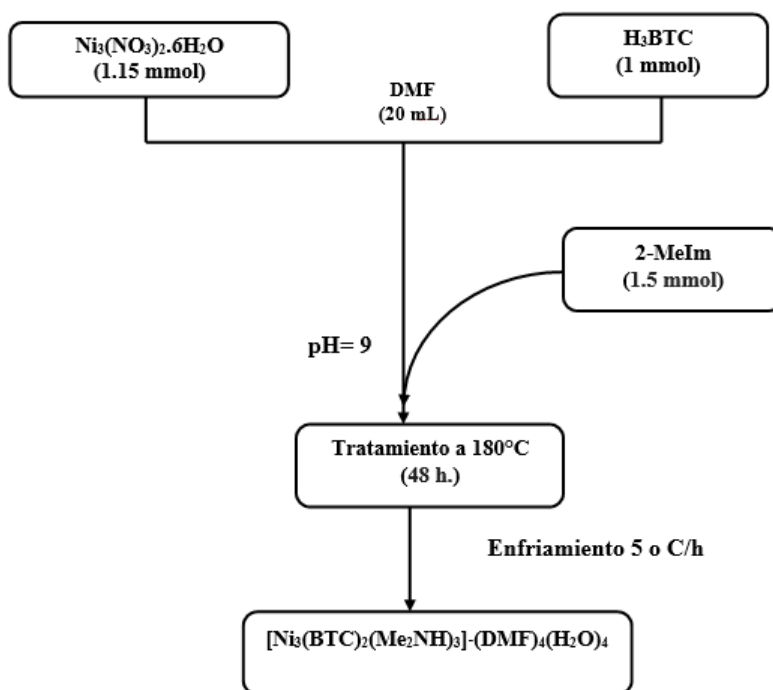 Ni₃(NO₃)₂.6H₂O
(1.15 mmol)
H₃BTC
(1 mmol)
DMF
(20 mL)
2-MeIm
(1.5 mmol)
pH= 9
Tratamiento a 180°C
(48 h.)
Enfriamiento 5 o C/h
[Ni₃(BTC)₂(Me₂NH)₃]-(DMF)₄(H₂O)₄